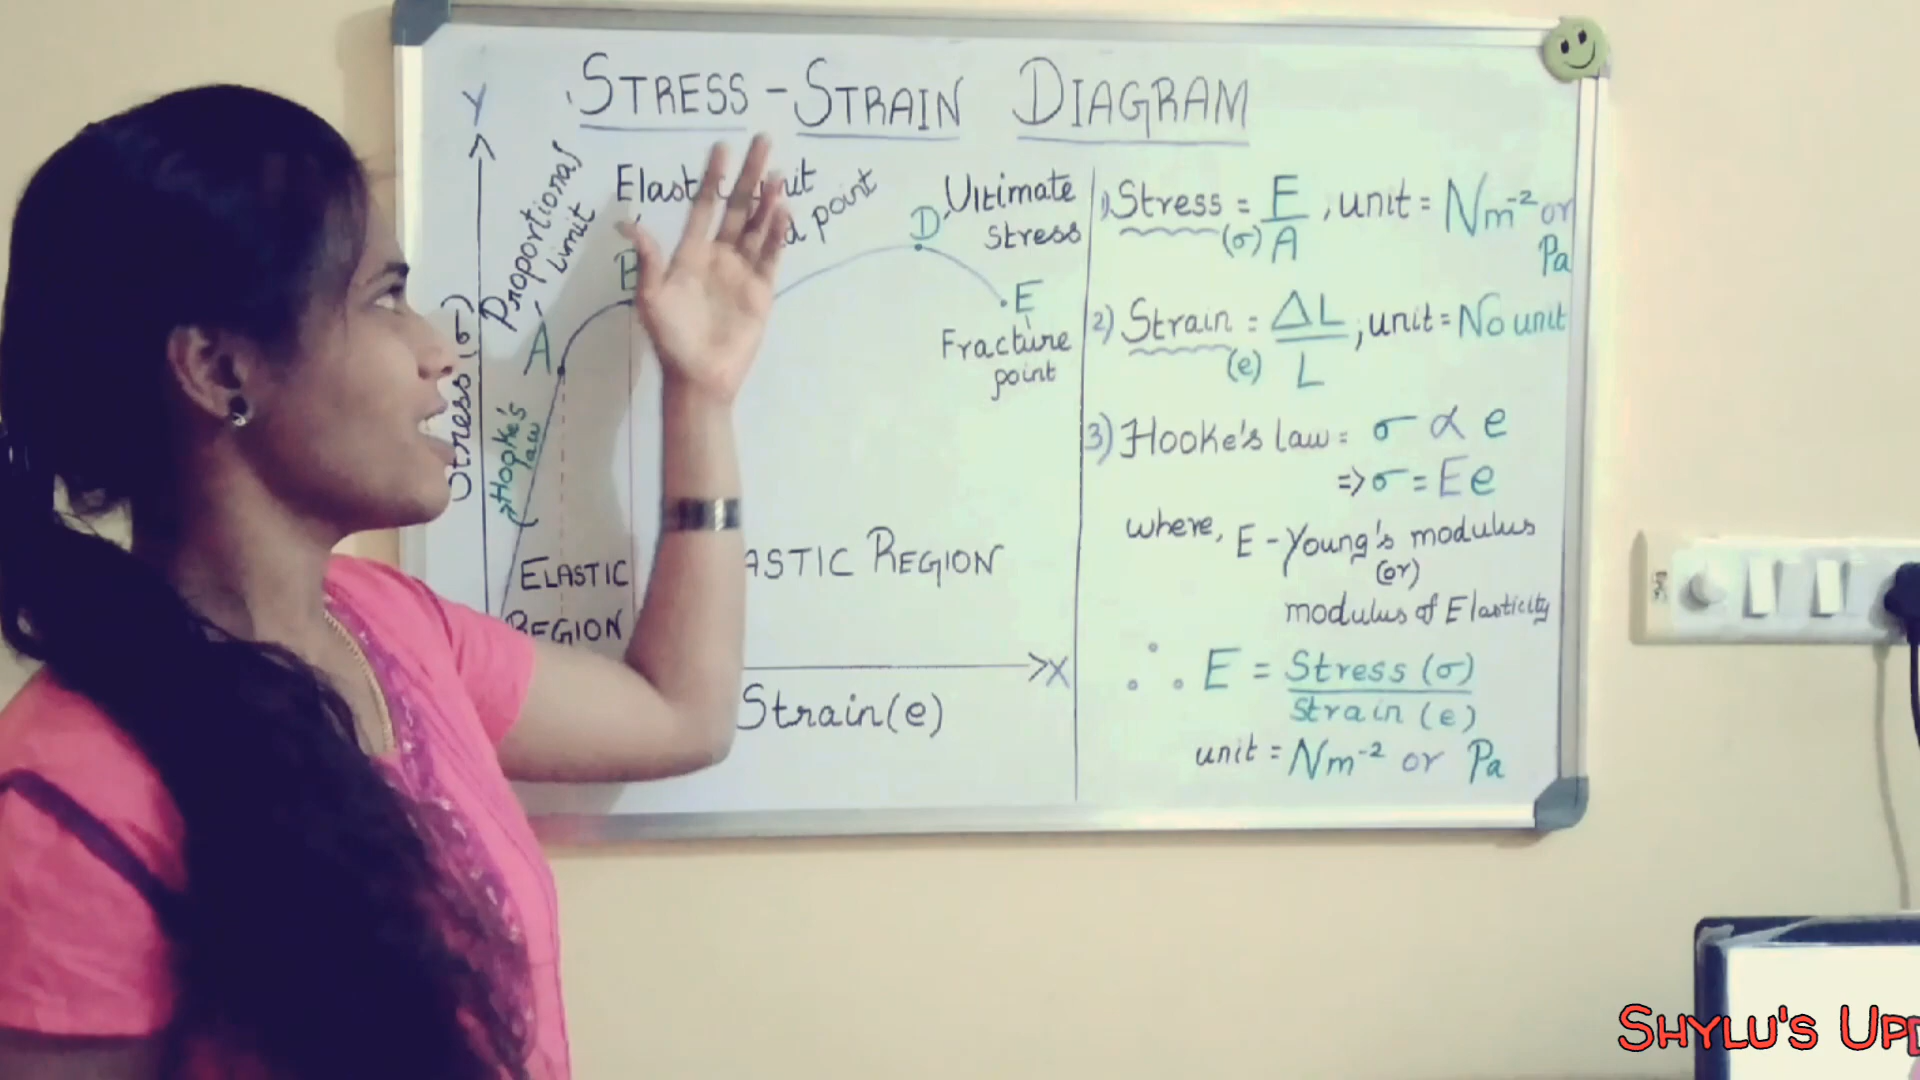 STRESS - STRAIN DIAGRAM
Y
Stress (σ)
Proportional
Limit
A
Hooke's
law
B
point
D
Ultimate
stress
E
Fracture
point
ELASTIC
REGION
ASTIC REGION
X
Strain(e)
1) Stress = F/A, unit = Nm⁻² or
(σ)
Pa
2) Strain = ΔL/L, unit = No unit
(e)
3) Hooke's law = σ ∝ e
=> σ = Ee
where, E - Young's modulus
(or)
modulus of Elasticity
∴ E = Stress (σ)
Strain (e)
unit = Nm⁻² or Pa
SHYLU'S